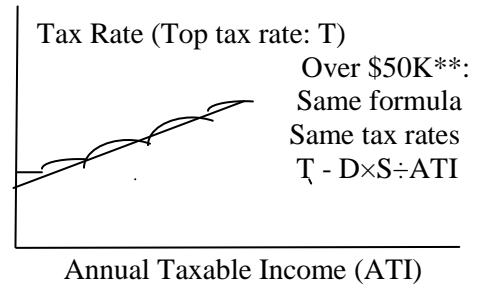 Tax Rate (Top tax rate: T)
Over $50K**:
Same formula
Same tax rates
T - D×S÷ATI
Annual Taxable Income (ATI)